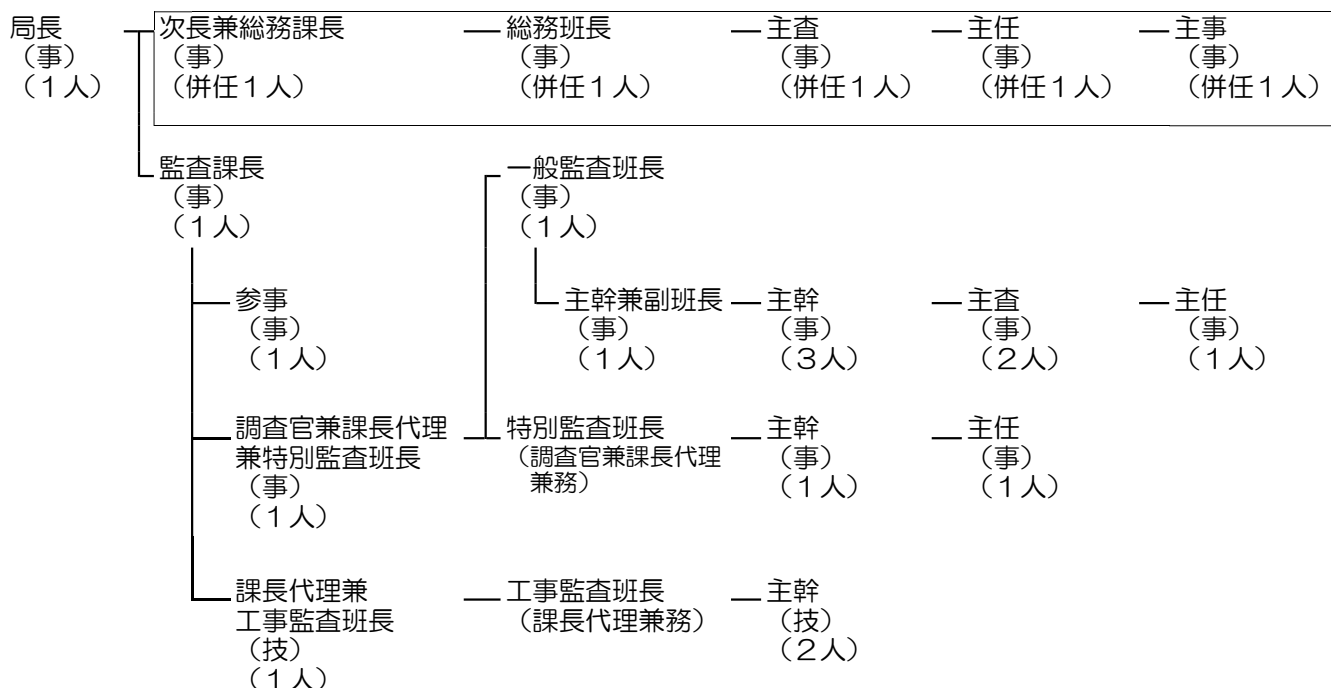 局長 次長兼総務課長 総務班長 主査 主任 主事
(事) (事) (事) (事) (事) (事)
(1人) (併任1人) (併任1人) (併任1人) (併任1人) (併任1人)
監査課長 一般監査班長
(事) (事)
(1人) (1人)
参事 主幹兼副班長 主幹 主査 主任
(事) (事) (事) (事) (事)
(1人) (1人) (3人) (2人) (1人)
調査官兼課長代理 特別監査班長 主幹 主任
兼特別監査班長 (調査官兼課長代理 (事) (事)
(事) 兼務) (1人) (1人)
(1人)
課長代理兼 工事監査班長 主幹
工事監査班長 (課長代理兼務) (技)
(技) (2人)
(1人)